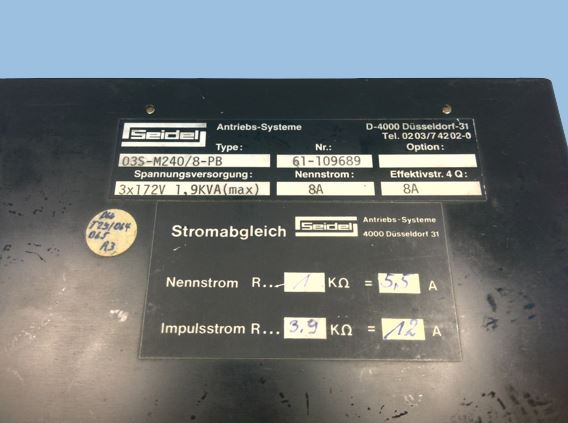 Seidel Antriebs-Systeme D-4000 Düsseldorf-31
Tel. 0203/74202-0
Type: Nr.: Option:
03S-M240/8-PB 61-109689
Spannungsversorgung: Nennstrom: Effektivstr. 4 Q:
3x172V 1,9KVA(max) 8A 8A
065
A3
Stromabgleich Seidel Antriebs-Systeme
4000 Düsseldorf 31
Nennstrom R... 1 KΩ = 5,5 A
Impulsstrom R... 3.9 KΩ = 12 A